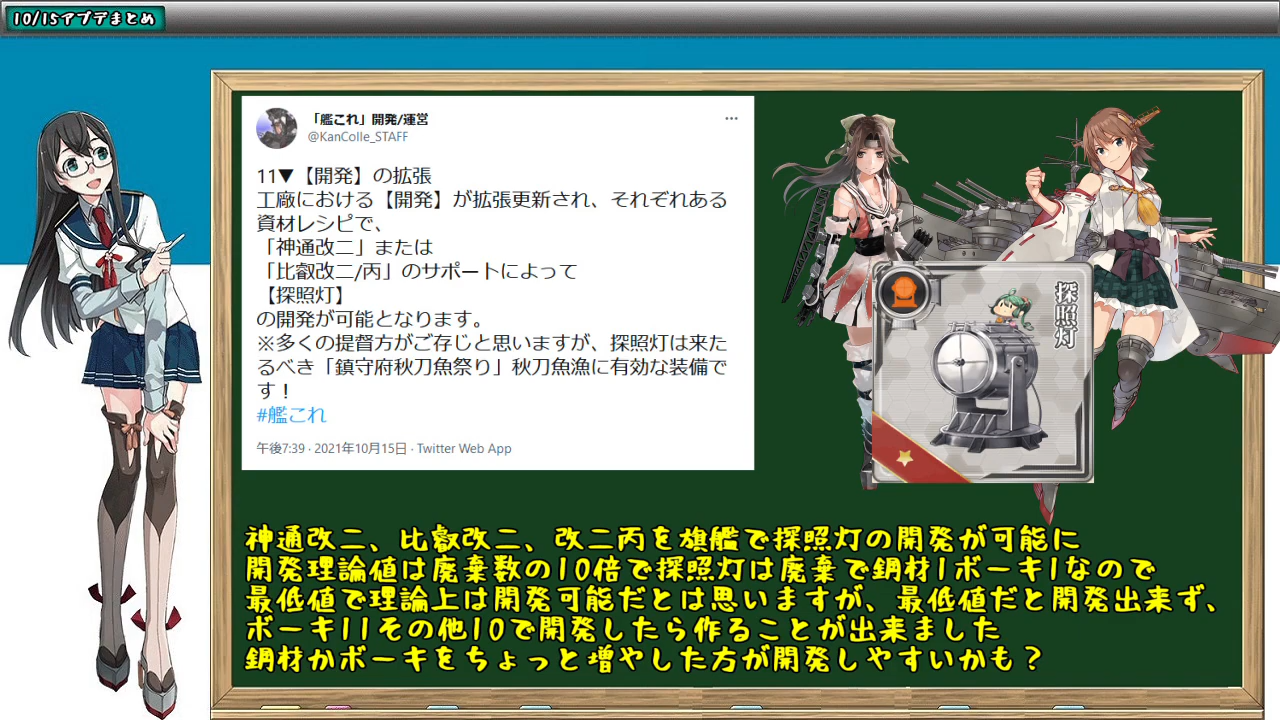 10/15アプデまとめ
「艦これ」開発/運営
@KanColle_STAFF
11▼【開発】の拡張
工廠における【開発】が拡張更新され、それぞれある
資材レシピで、
「神通改二」または
「比叡改二/丙」のサポートによって
【探照灯】
の開発が可能となります。
※多くの提督方がご存じと思いますが、探照灯は来た
るべき「鎮守府秋刀魚祭り」秋刀魚漁に有効な装備で
す！
#艦これ
午後7:39 · 2021年10月15日 · Twitter Web App
探照灯
神通改二、比叡改二、改二丙を旗艦で探照灯の開発が可能に
開発理論値は廃棄数の10倍で探照灯は廃棄で鋼材1ボーキ1なので
最低値で理論上は開発可能だとは思いますが、最低値だと開発出来ず、
ボーキ11その他10で開発したら作ることが出来ました
鋼材かボーキをちょっと増やした方が開発しやすいかも？